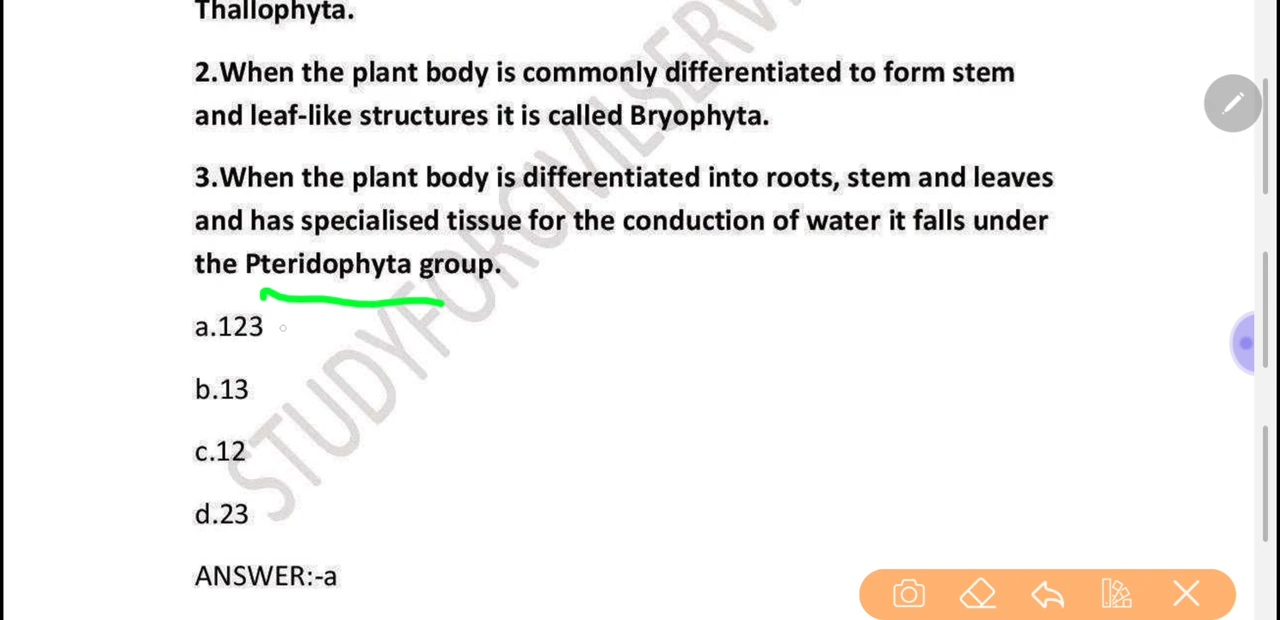 Thallophyta.
2.When the plant body is commonly differentiated to form stem
and leaf-like structures it is called Bryophyta.
3.When the plant body is differentiated into roots, stem and leaves
and has specialised tissue for the conduction of water it falls under
the Pteridophyta group.
a.123
b.13
c.12
d.23
ANSWER:-a
STUDYFORCIVILSERV